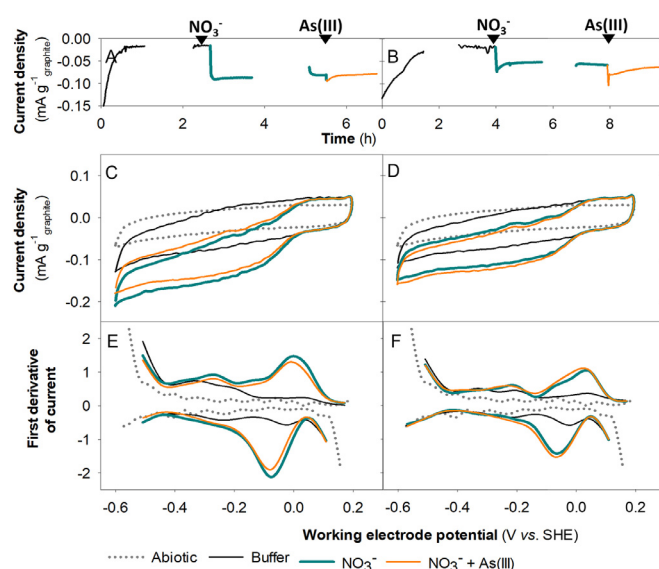 NO₃⁻ As(III) NO₃⁻ As(III)
Current density
(mA g⁻¹graphite)
0.00
-0.05
-0.10
-0.15
A B
0 2 4 6 0 2 4 6 8
Time (h)
Current density
(mA g⁻¹graphite)
0.1
0.0
-0.1
-0.2
C D
First derivative
of current
2
1
0
-1
-2
E F
-0.6 -0.4 -0.2 0.0 0.2 -0.6 -0.4 -0.2 0.0 0.2
Working electrode potential (V vs. SHE)
Abiotic Buffer NO₃⁻ NO₃⁻ + As(III)